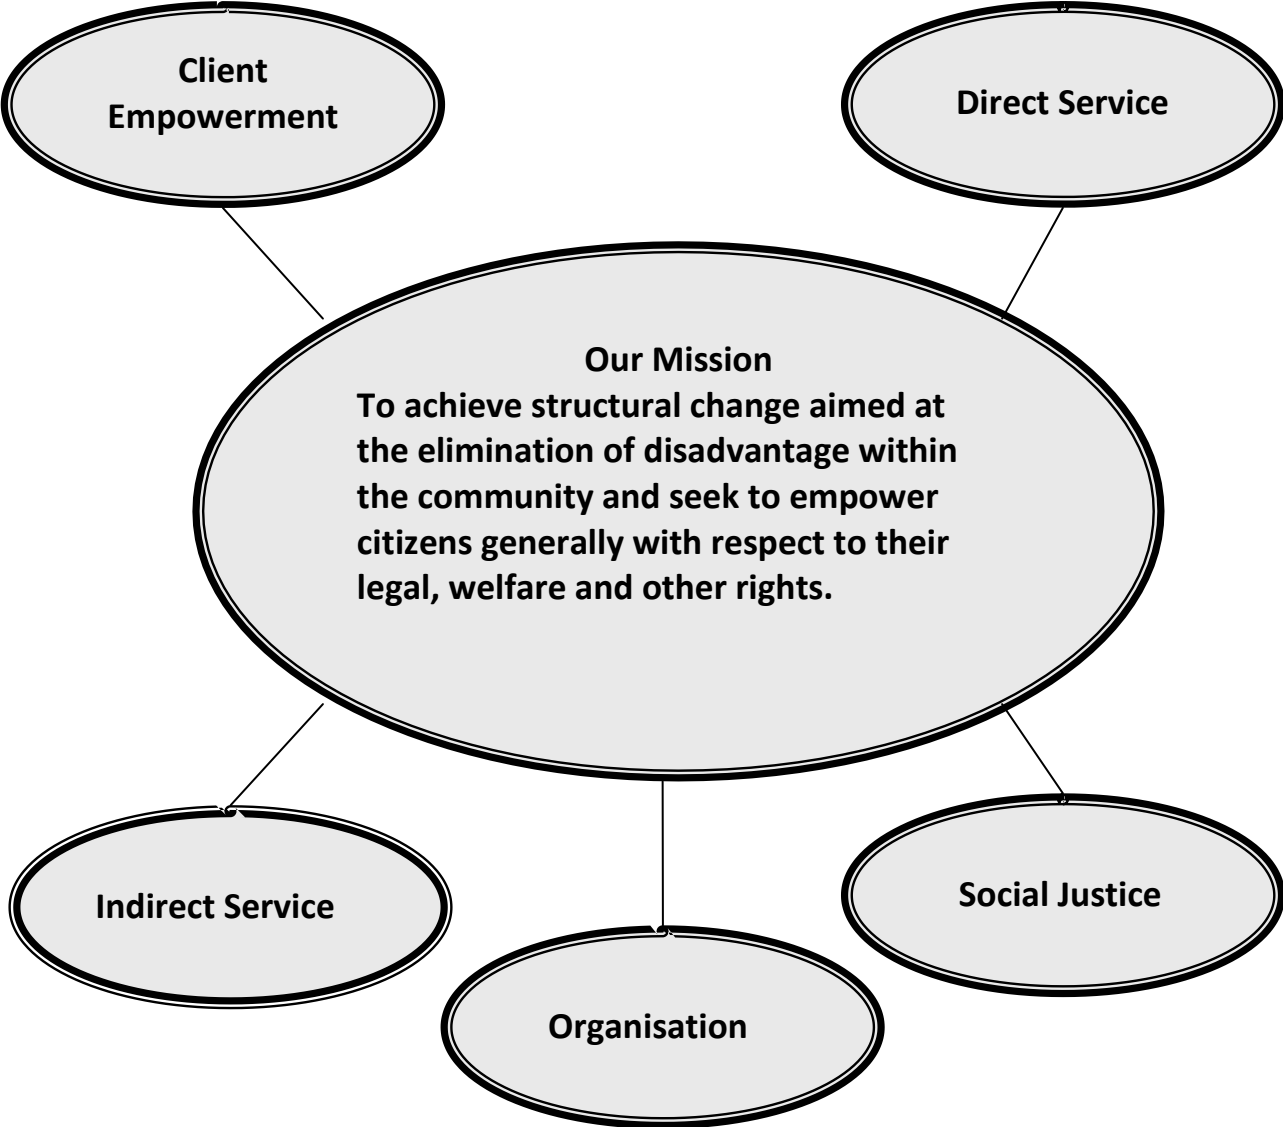 Client
Empowerment
Direct Service
Our Mission
To achieve structural change aimed at
the elimination of disadvantage within
the community and seek to empower
citizens generally with respect to their
legal, welfare and other rights.
Indirect Service
Social Justice
Organisation